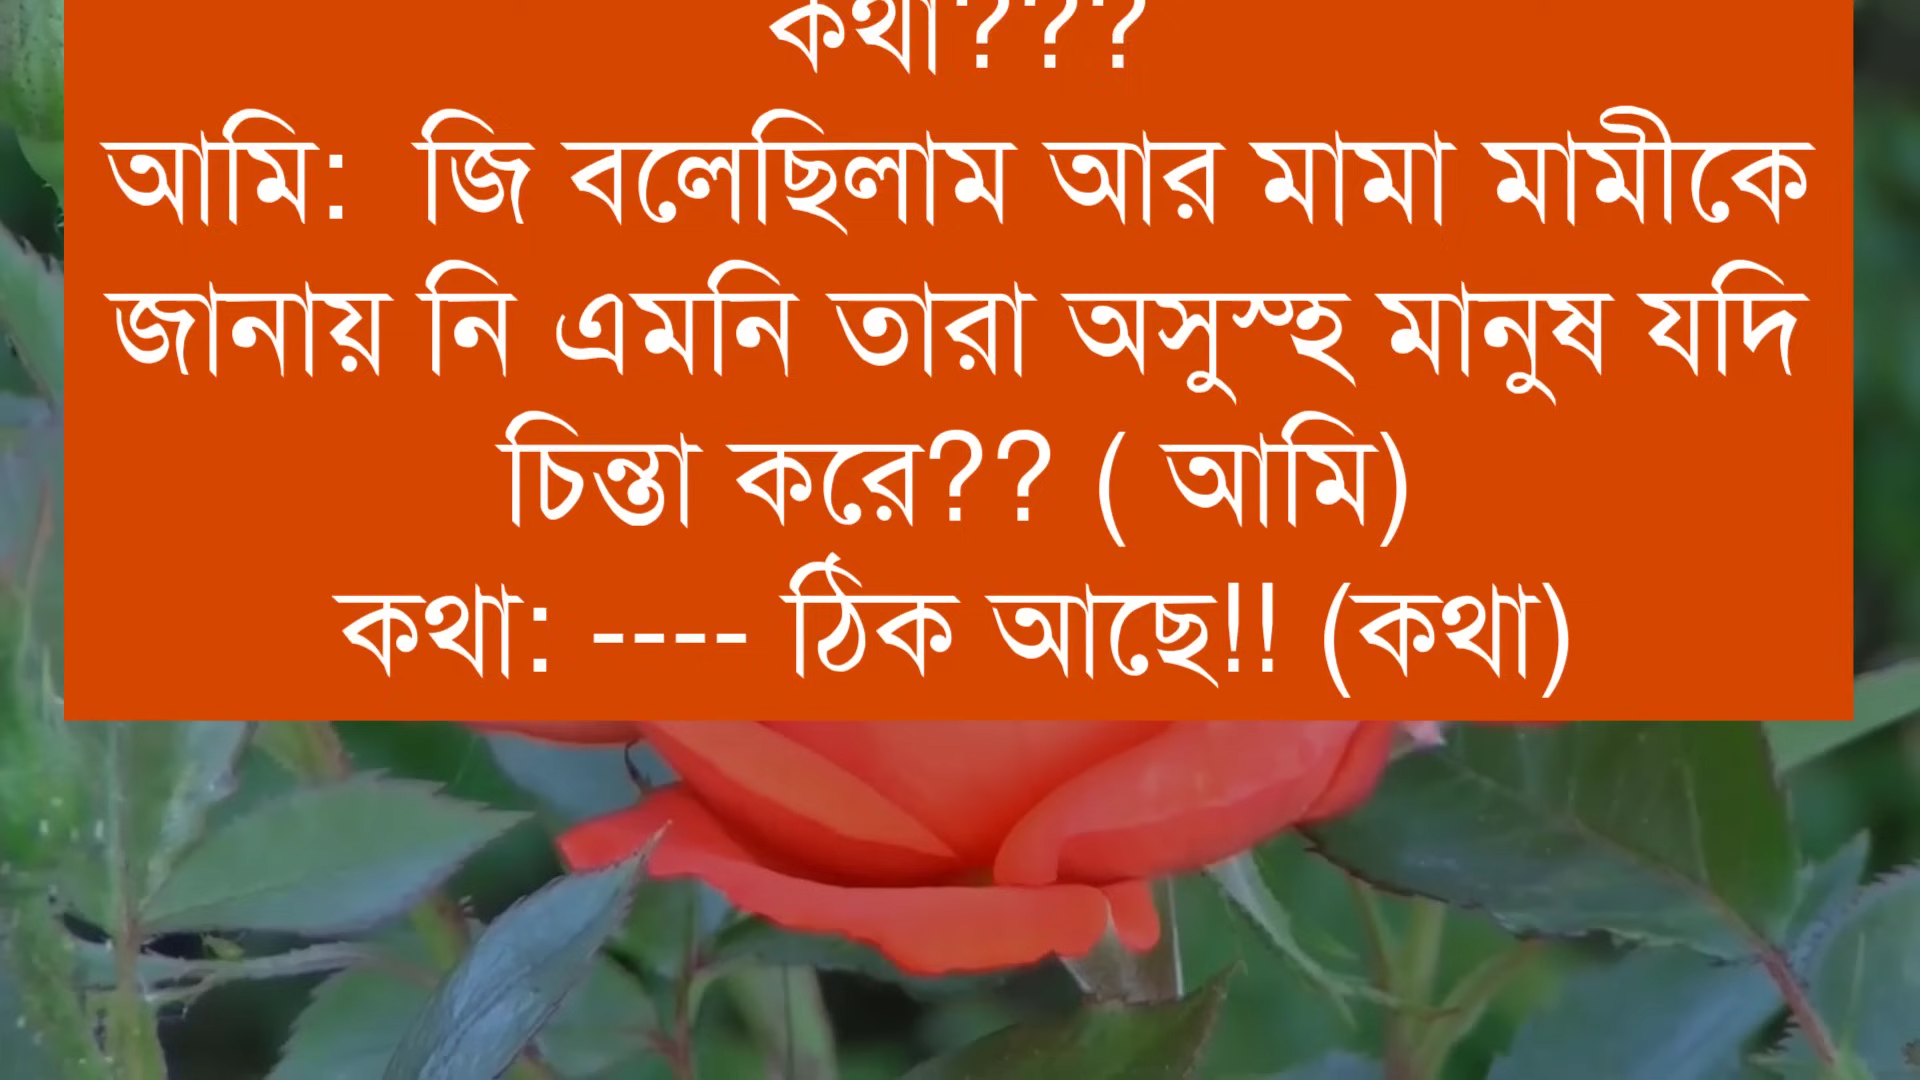 কথা???
আমি:  জি বলেছিলাম আর মামা মামীকে
জানায় নি এমনি তারা অসুস্হ মানুষ যদি
চিন্তা করে?? ( আমি)
কথা: ---- ঠিক আছে!! (কথা)